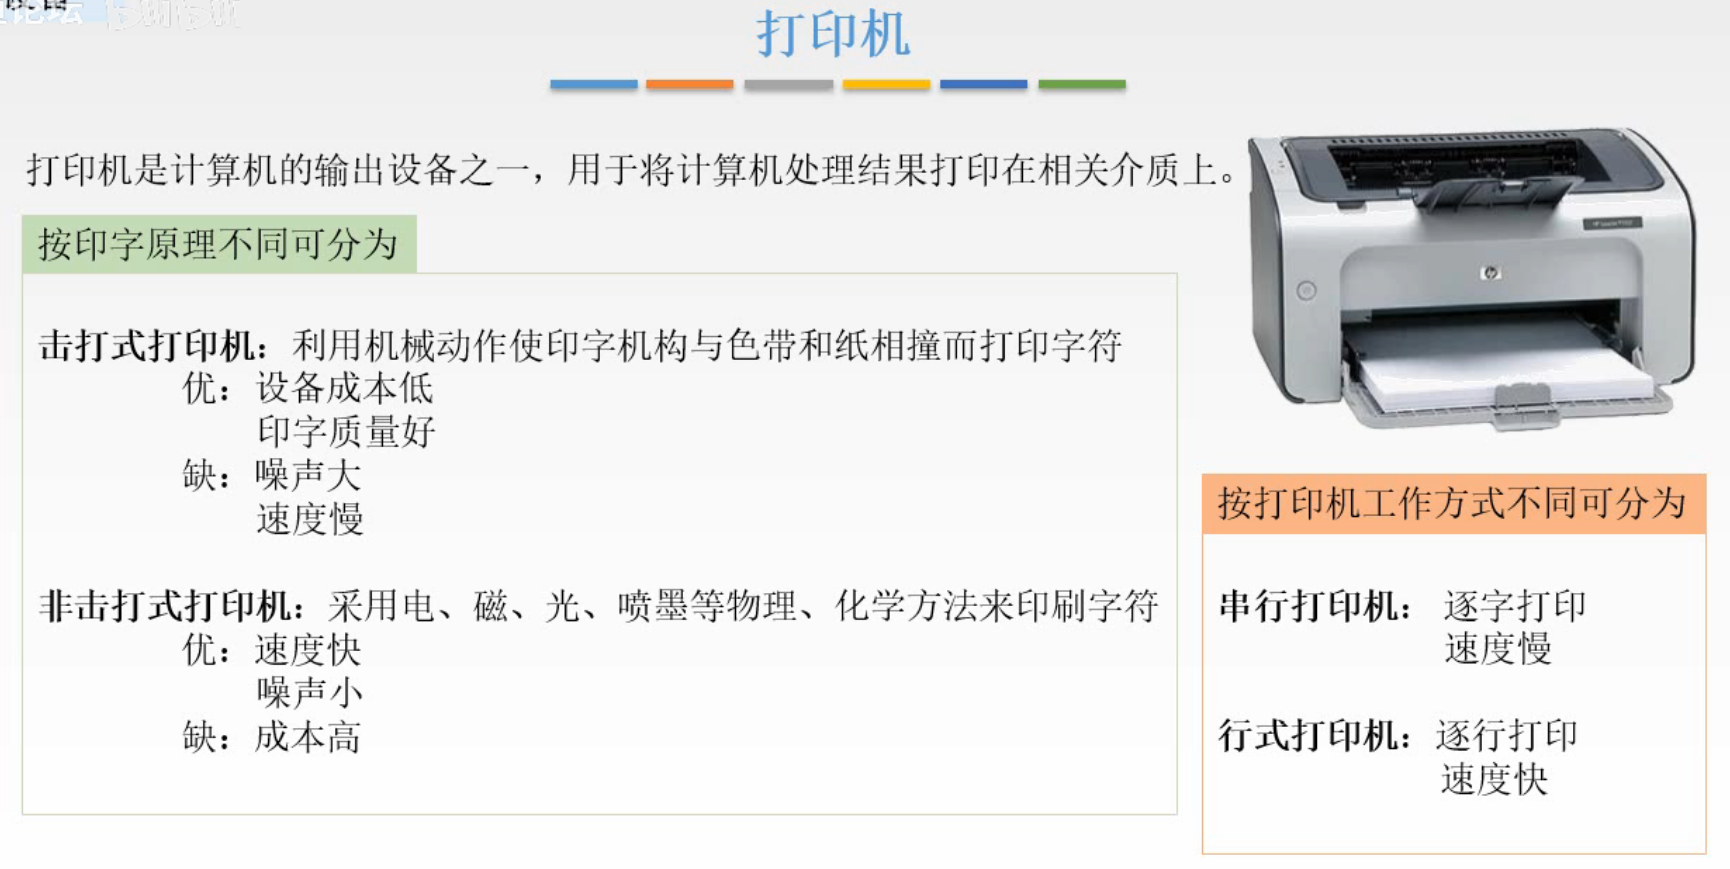 打印机
打印机是计算机的输出设备之一，用于将计算机处理结果打印在相关介质上。
按印字原理不同可分为
击打式打印机：利用机械动作使印字机构与色带和纸相撞而打印字符
优：设备成本低
印字质量好
缺：噪声大
速度慢
非击打式打印机：采用电、磁、光、喷墨等物理、化学方法来印刷字符
优：速度快
噪声小
缺：成本高
hp
按打印机工作方式不同可分为
串行打印机：逐字打印
速度慢
行式打印机：逐行打印
速度快